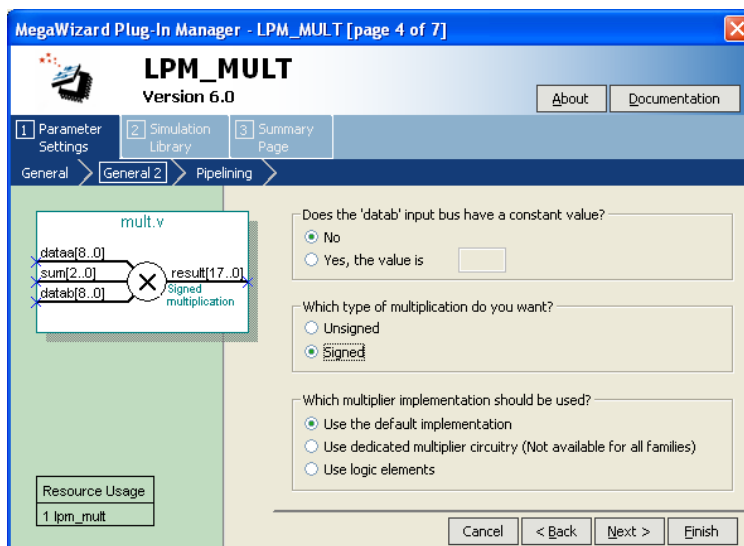 MegaWizard Plug-In Manager - LPM_MULT [page 4 of 7]
LPM_MULT
Version 6.0
About
Documentation
1 Parameter Settings
2 Simulation Library
3 Summary Page
General
General 2
Pipelining
mult.v
dataa[8..0]
sum[2..0]
datab[8..0]
result[17..0]
Signed
multiplication
Resource Usage
1 lpm_mult
Does the 'datab' input bus have a constant value?
No
Yes, the value is
Which type of multiplication do you want?
Unsigned
Signed
Which multiplier implementation should be used?
Use the default implementation
Use dedicated multiplier circuitry (Not available for all families)
Use logic elements
Cancel
< Back
Next >
Finish